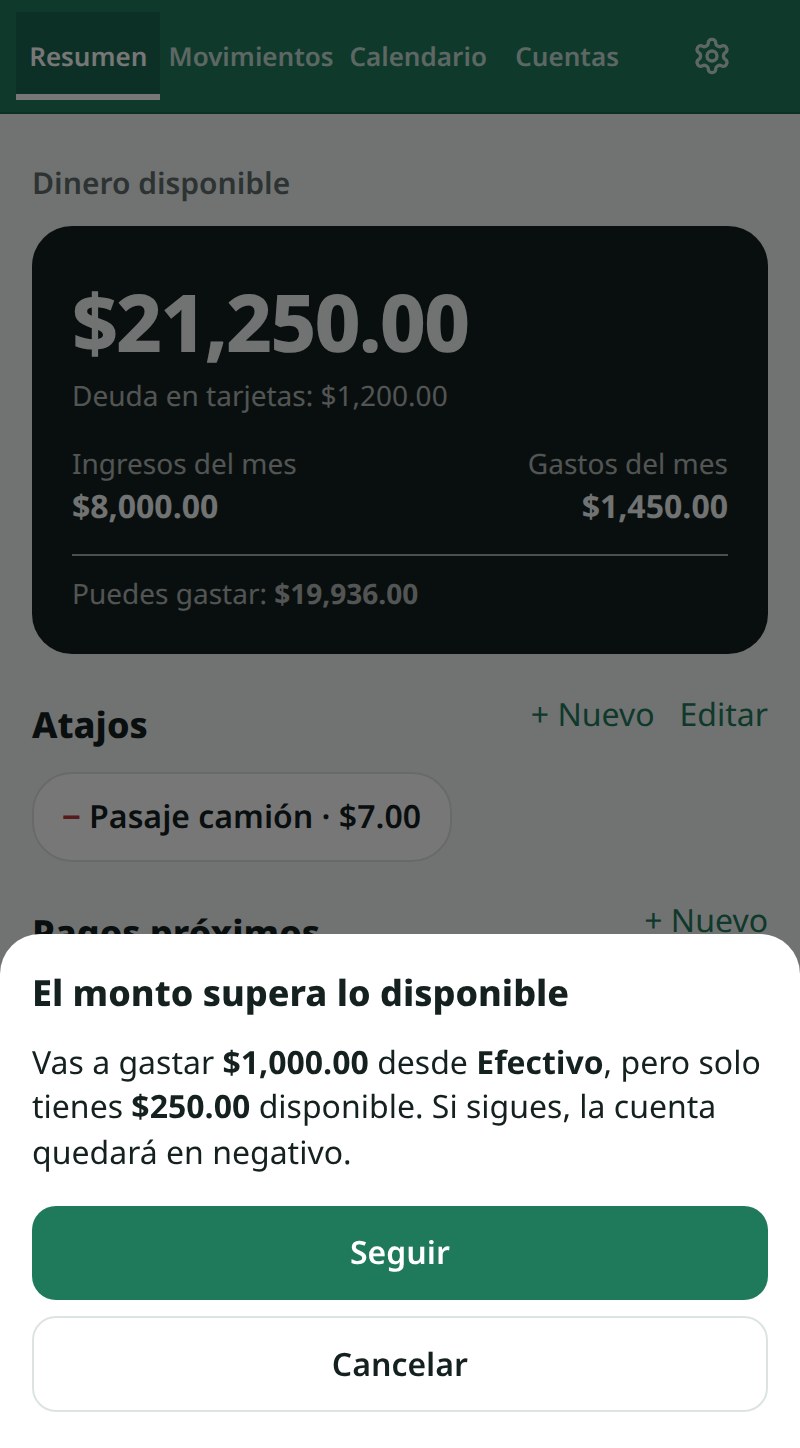 Resumen Movimientos Calendario Cuentas
Dinero disponible
$21,250.00
Deuda en tarjetas: $1,200.00
Ingresos del mes Gastos del mes
$8,000.00 $1,450.00
Puedes gastar: $19,936.00
Atajos + Nuevo Editar
− Pasaje camión · $7.00
Pagos próximos + Nuevo
El monto supera lo disponible
Vas a gastar $1,000.00 desde Efectivo, pero solo
tienes $250.00 disponible. Si sigues, la cuenta
quedará en negativo.
Seguir
Cancelar